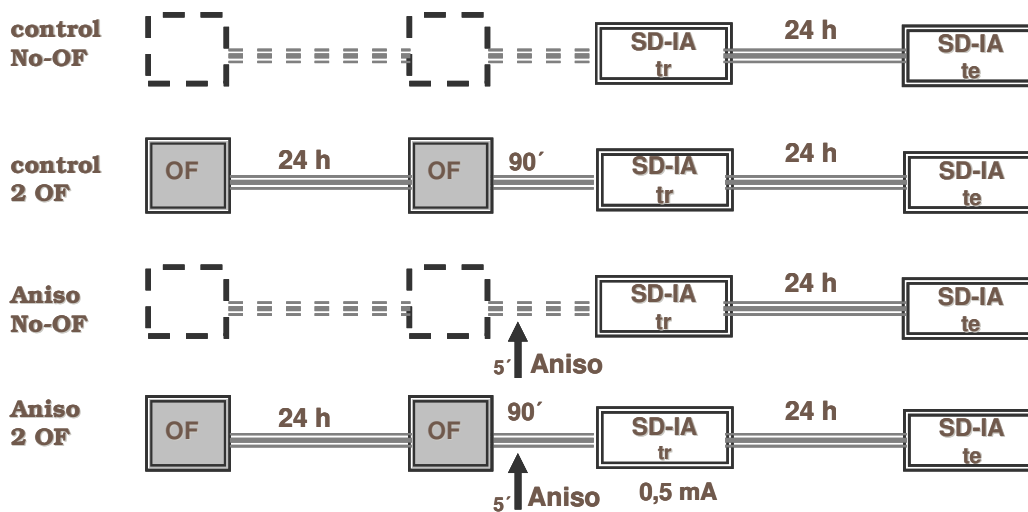 control
No-OF
SD-IA
tr
24 h
SD-IA
te
control
2 OF
OF
24 h
OF
90´
SD-IA
tr
24 h
SD-IA
te
Aniso
No-OF
5´ Aniso
SD-IA
tr
24 h
SD-IA
te
Aniso
2 OF
OF
24 h
OF
90´
5´ Aniso
SD-IA
tr
0,5 mA
24 h
SD-IA
te